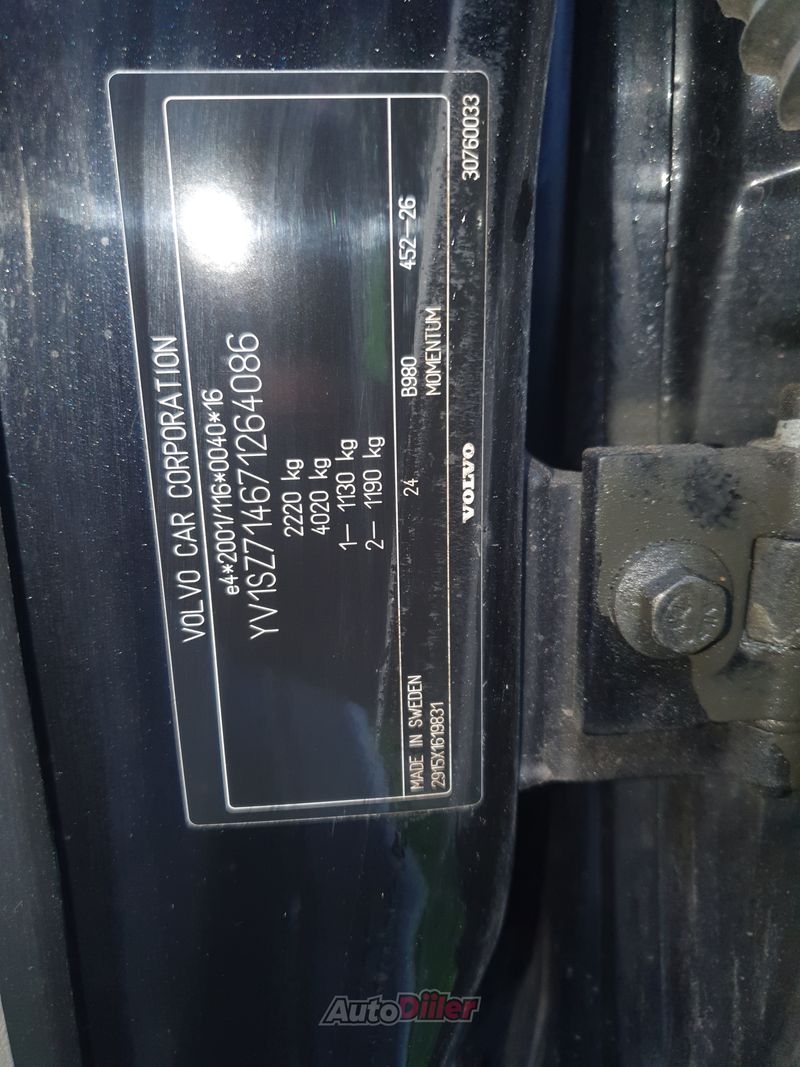 VOLVO CAR CORPORATION
e4*2001/116*0040*16
YV1SZ714671264086
2220 kg
4020 kg
1– 1130 kg
2– 1190 kg
MADE IN SWEDEN 24 B980 452–26
2915X1619831 MOMENTUM
VOLVO 30760033
AutoDiiler